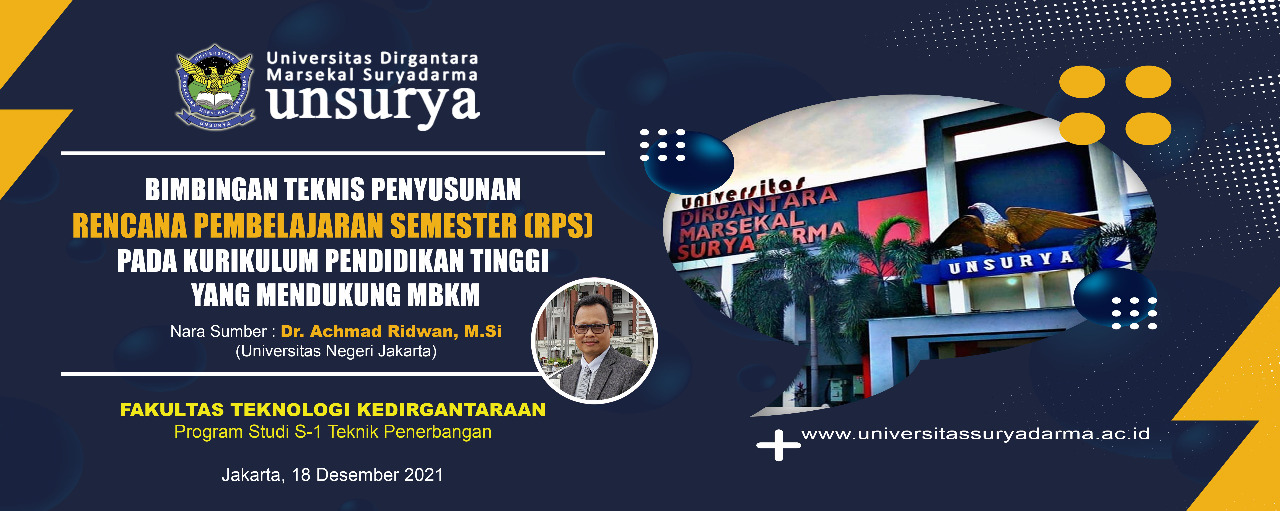 Universitas Dirgantara
Marsekal Suryadarma
unsurya
UNSURYA
BIMBINGAN TEKNIS PENYUSUNAN
RENCANA PEMBELAJARAN SEMESTER (RPS)
PADA KURIKULUM PENDIDIKAN TINGGI
YANG MENDUKUNG MBKM
Nara Sumber : Dr. Achmad Ridwan, M.Si
(Universitas Negeri Jakarta)
FAKULTAS TEKNOLOGI KEDIRGANTARAAN
Program Studi S-1 Teknik Penerbangan
Jakarta, 18 Desember 2021
universitas
DIRGANTARA
MARSEKAL
SURYADARMA
UNSURYA
www.universitassuryadarma.ac.id